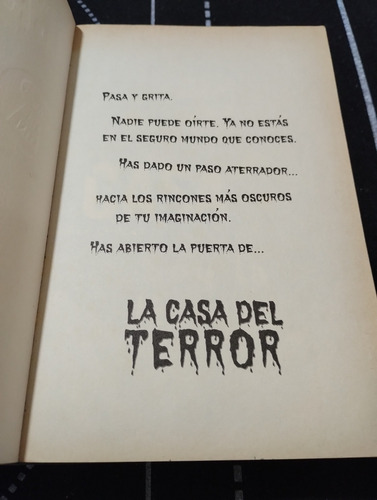 PASA Y GRITA.
NADIE PUEDE OÍRTE. YA NO ESTÁS
EN EL SEGURO MUNDO QUE CONOCES.
HAS DADO UN PASO ATERRADOR...
HACIA LOS RINCONES MÁS OSCUROS
DE TU IMAGINACIÓN.
HAS ABIERTO LA PUERTA DE...
LA CASA DEL
TERROR